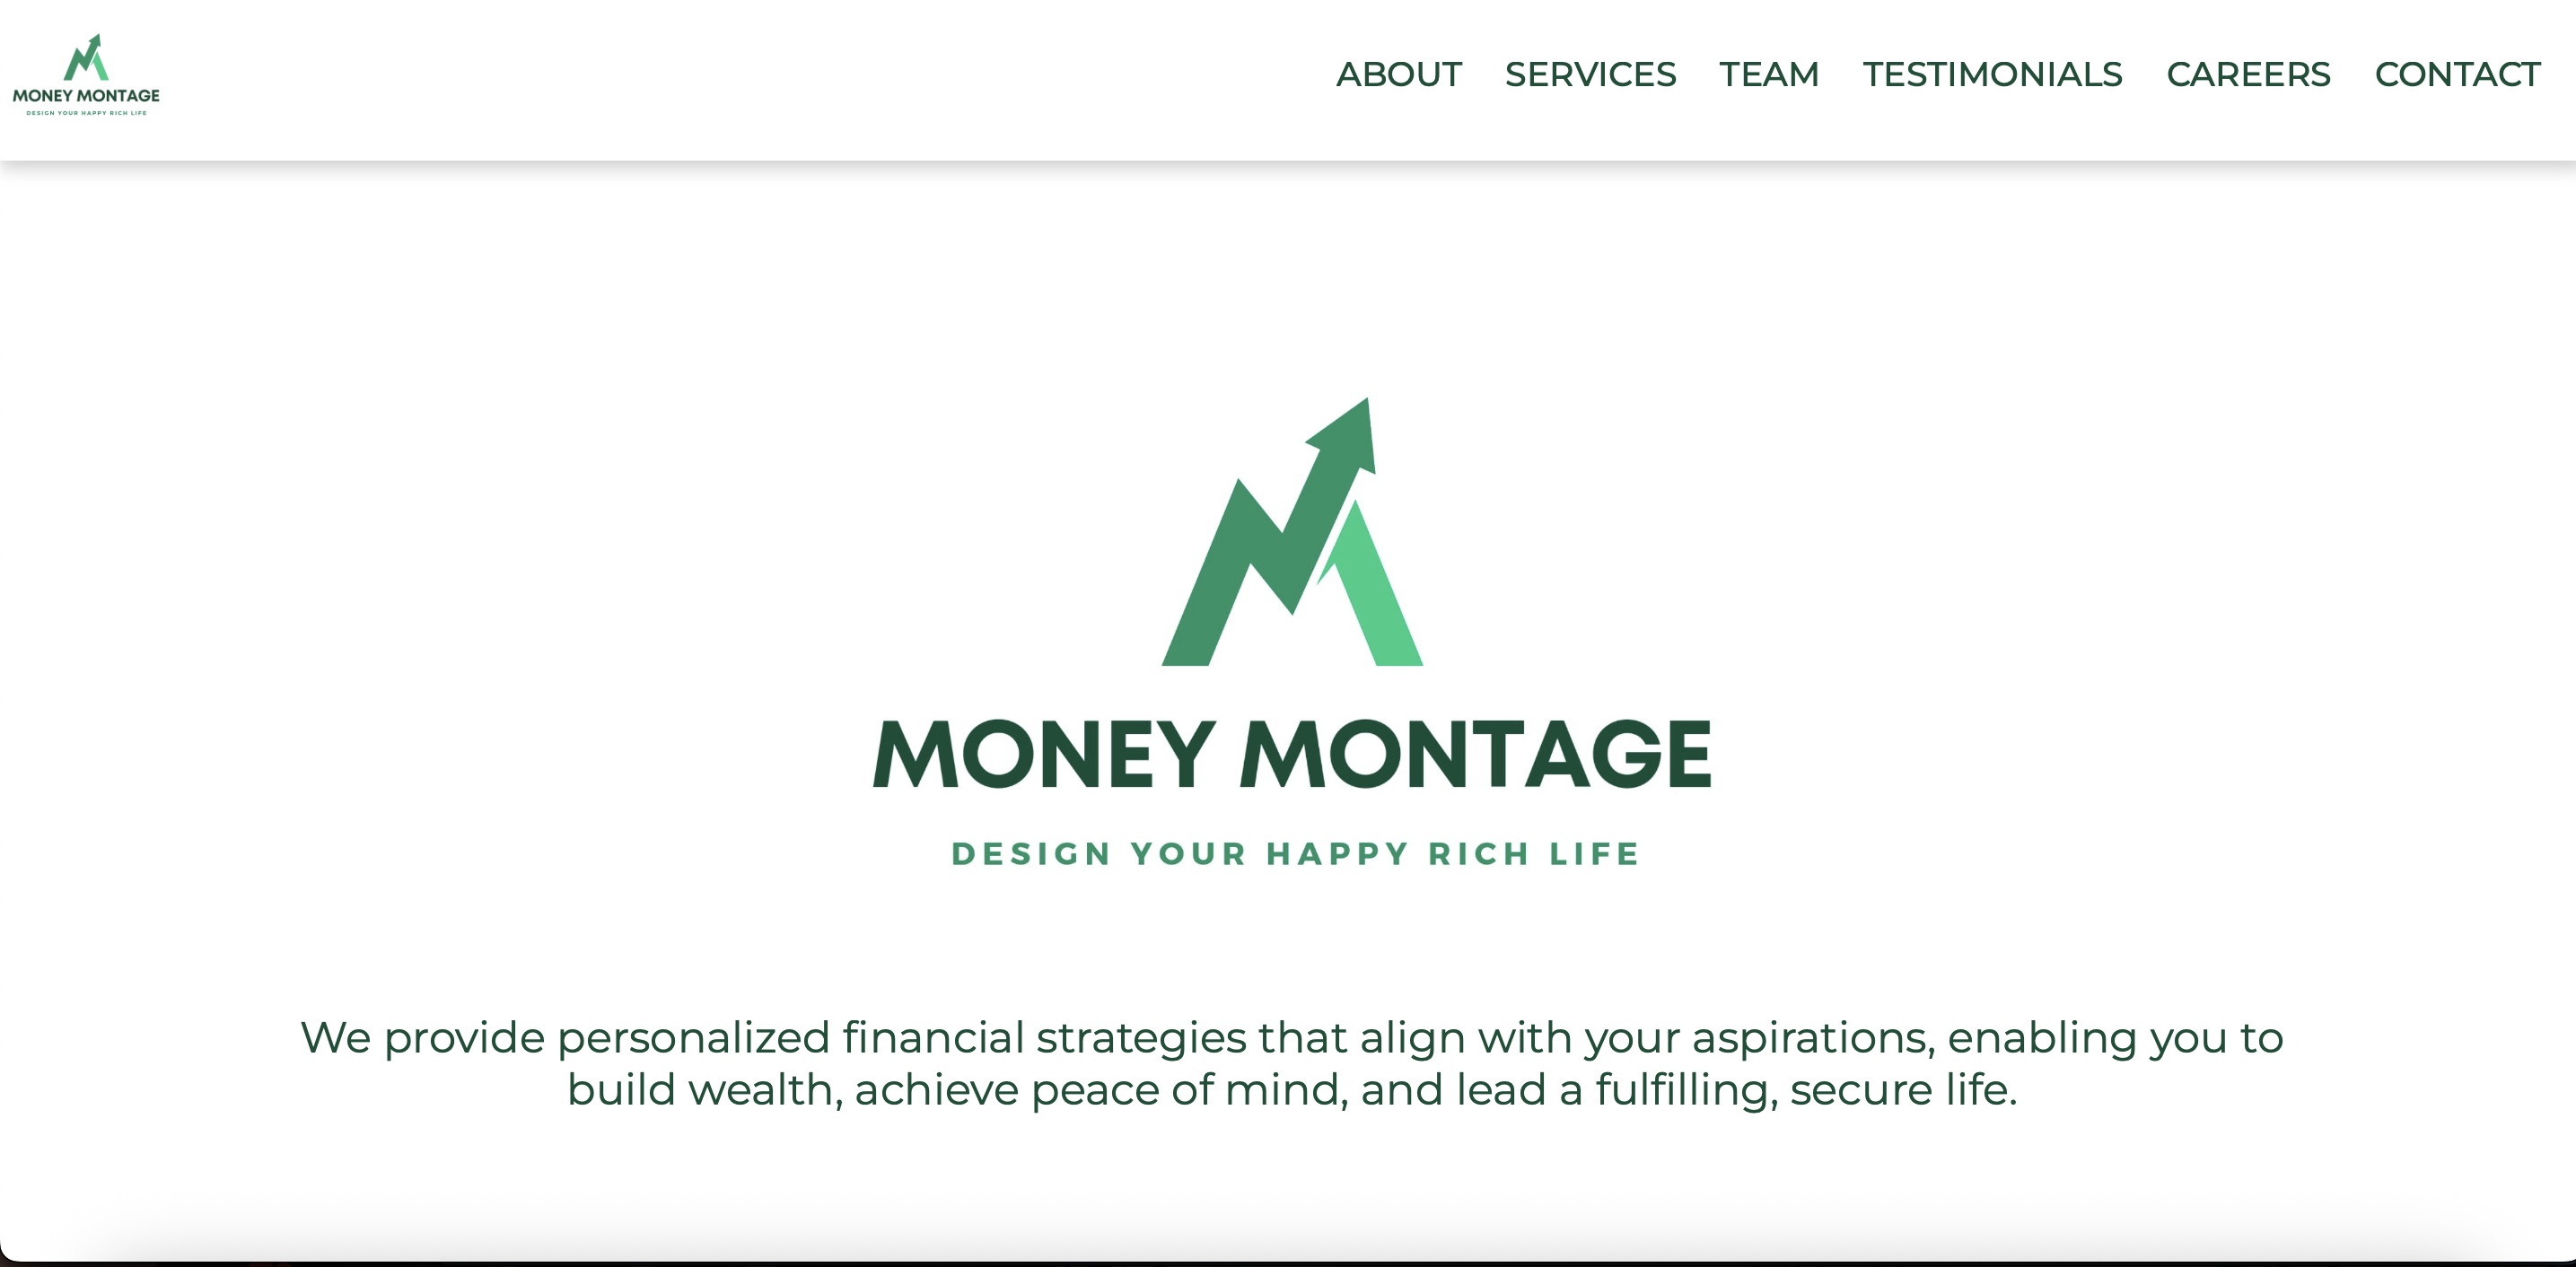 MONEY MONTAGE
DESIGN YOUR HAPPY RICH LIFE
ABOUT SERVICES TEAM TESTIMONIALS CAREERS CONTACT
MONEY MONTAGE
DESIGN YOUR HAPPY RICH LIFE
We provide personalized financial strategies that align with your aspirations, enabling you to
build wealth, achieve peace of mind, and lead a fulfilling, secure life.